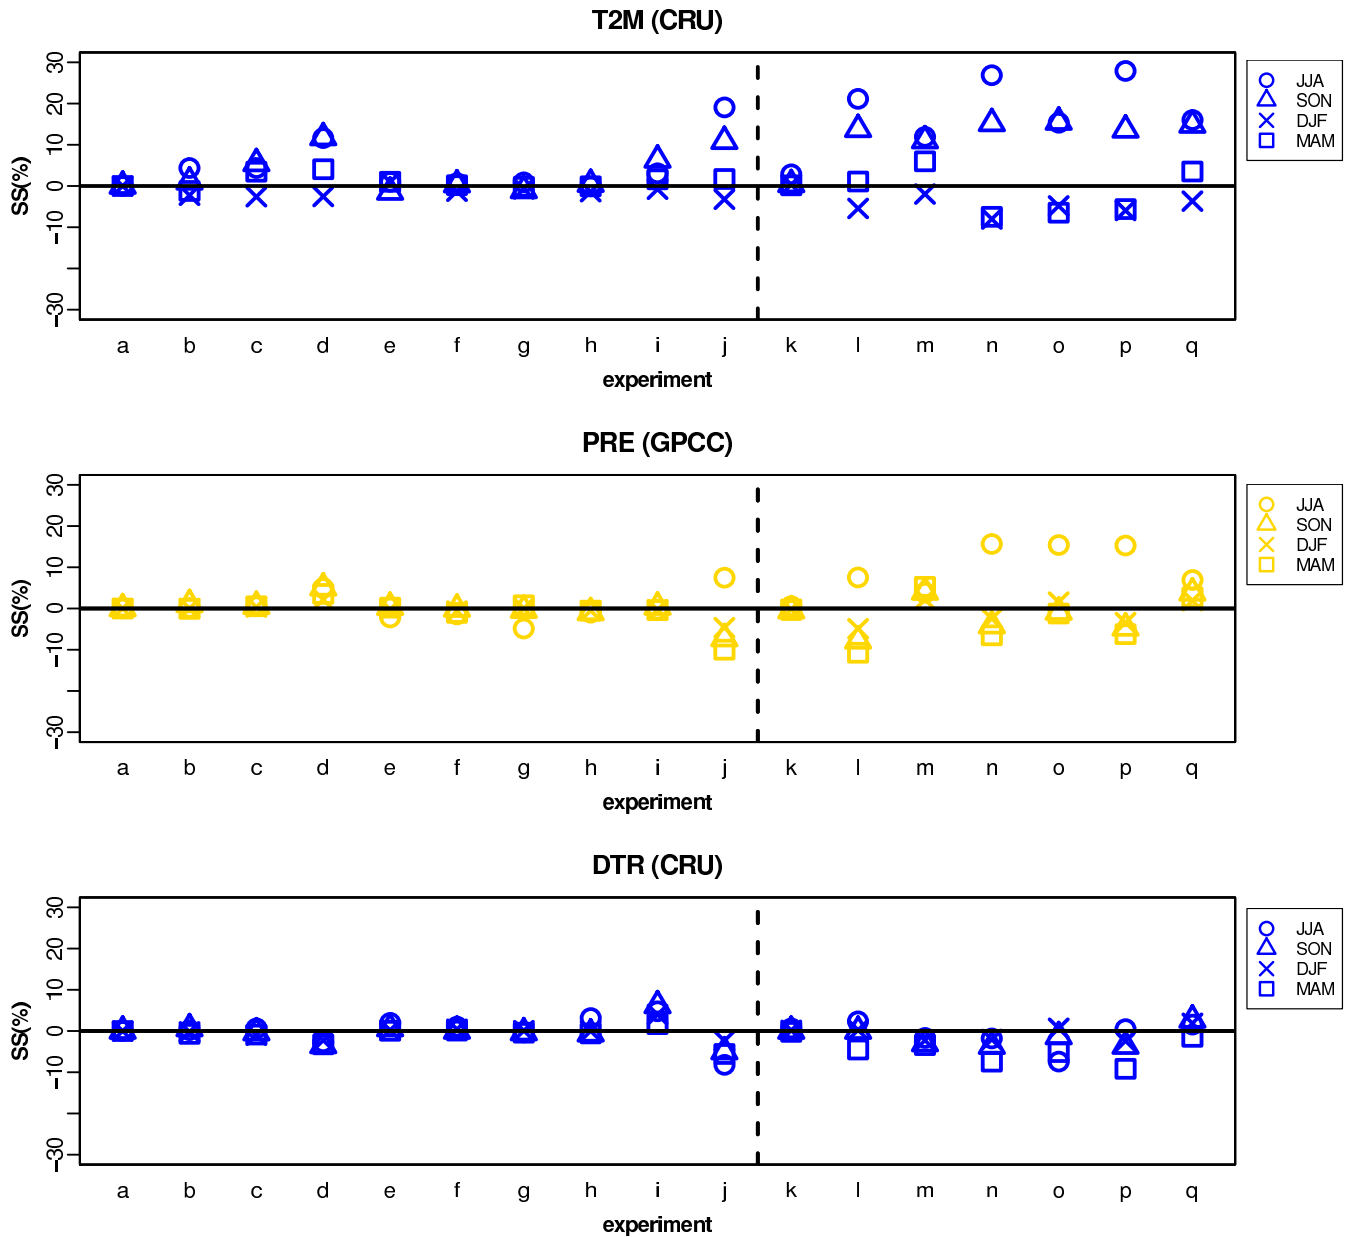 T2M (CRU)
SS(%)
30
20
10
0
−10
−30
a b c d e f g h i j k l m n o p q
experiment
JJA
SON
DJF
MAM
PRE (GPCC)
SS(%)
30
20
10
0
−10
−30
a b c d e f g h i j k l m n o p q
experiment
JJA
SON
DJF
MAM
DTR (CRU)
SS(%)
30
20
10
0
−10
−30
a b c d e f g h i j k l m n o p q
experiment
JJA
SON
DJF
MAM